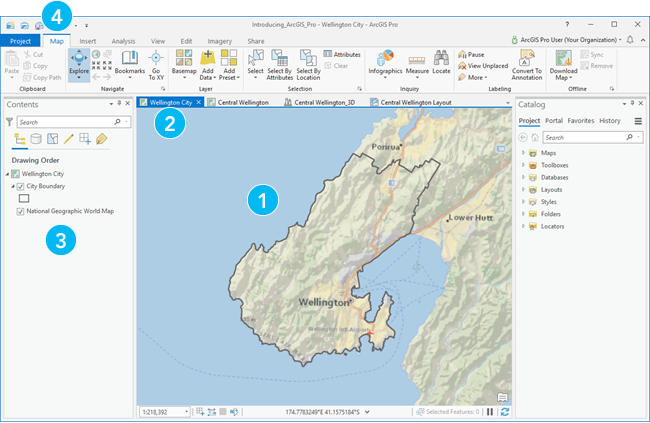 4
Introducing_ArcGIS_Pro - Wellington City - ArcGIS Pro
?
Project Map Insert Analysis View Edit Imagery Share
ArcGIS Pro User (Your Organization)
Paste
Cut
Copy
Copy Path
Clipboard
Explore
Bookmarks
Go To XY
Navigate
Basemap
Add Data
Add Preset
Layer
Select
Select By Attributes
Select By Location
Attributes
Clear
Selection
Infographics
Measure
Locate
Inquiry
Pause
View Unplaced
More
Convert To Annotation
Labeling
Download Map
Sync
Remove
Offline
Contents
Search
Drawing Order
Wellington City
City Boundary
National Geographic World Map
3
Wellington City
Central Wellington
Central Wellington_3D
Central Wellington Layout
2
1
Porirua
Lower Hutt
Wellington
Wellington Intl Airport
1:218,392
174.7783249°E 41.1575184°S
Selected Features: 0
Catalog
Project Portal Favorites History
Search
Maps
Toolboxes
Databases
Layouts
Styles
Folders
Locators